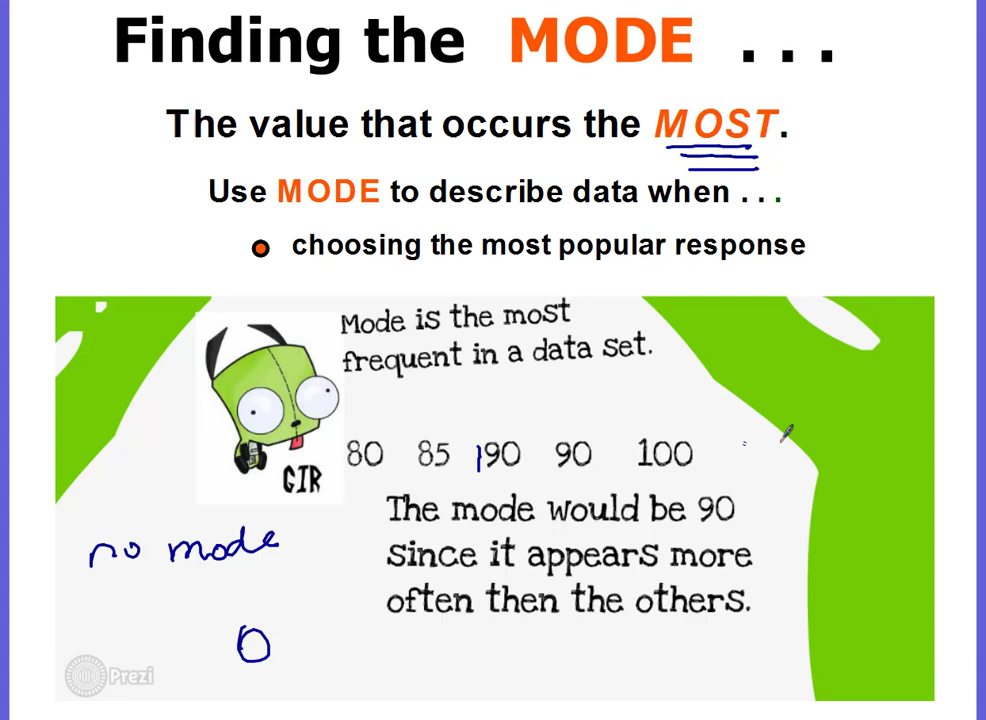 Finding the MODE . . .
The value that occurs the MOST.
Use MODE to describe data when . . .
choosing the most popular response
Mode is the most
frequent in a data set.
80 85 90 90 100
GIR
The mode would be 90
since it appears more
often then the others.
no mode
0
Prezi